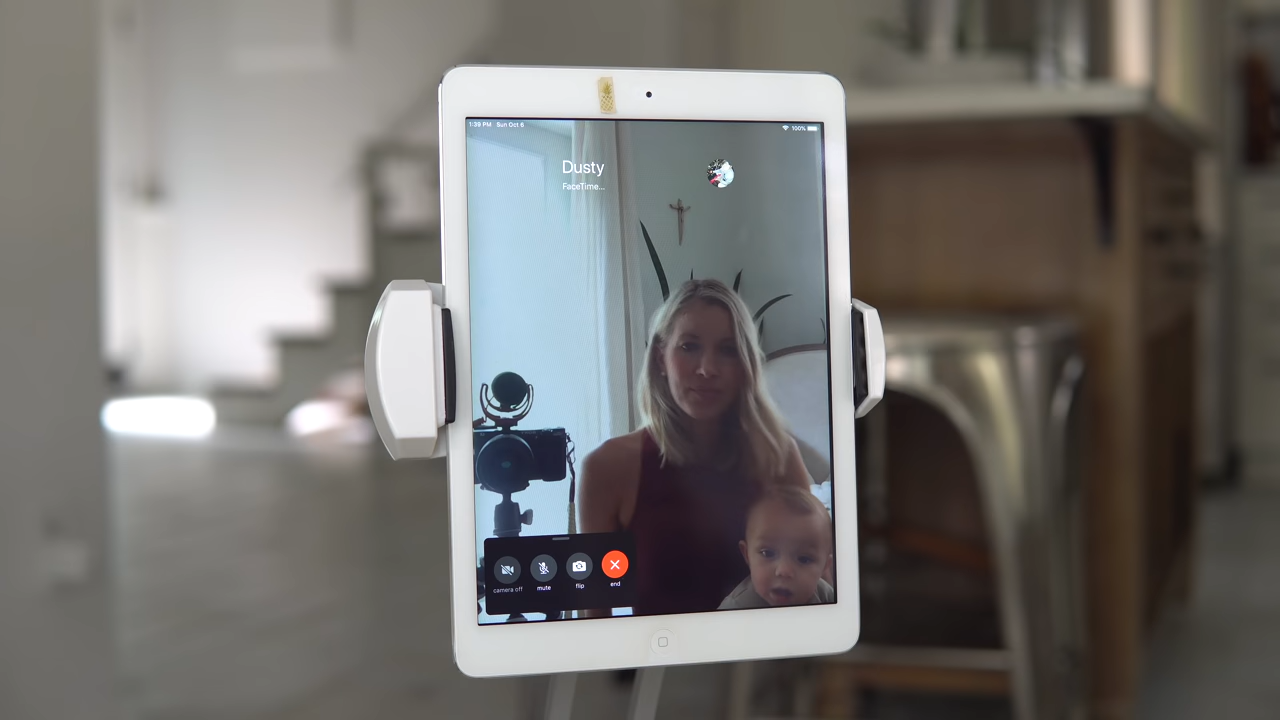 1:39 PM Sun Oct 6
100%
Dusty
FaceTime...
camera off
mute
flip
end